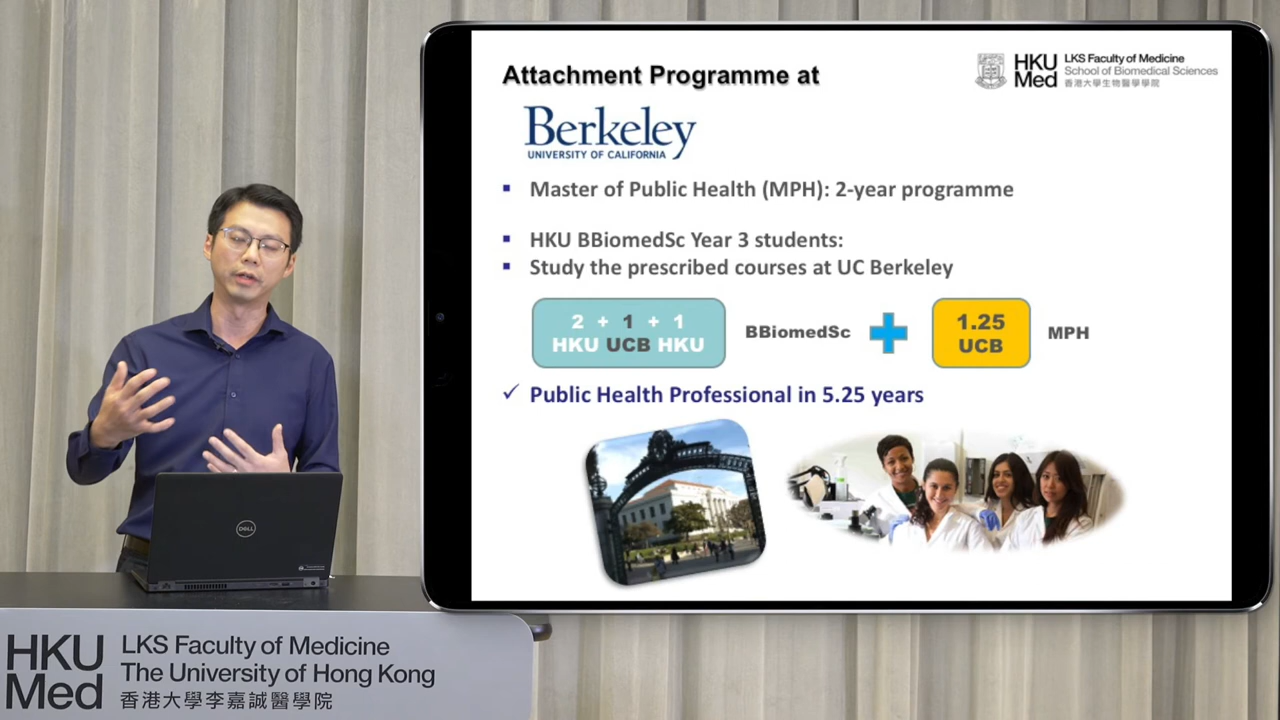 Attachment Programme at
HKU
Med
LKS Faculty of Medicine
School of Biomedical Sciences
香港大學生物醫學學院
Berkeley
UNIVERSITY OF CALIFORNIA
▪ Master of Public Health (MPH): 2-year programme
▪ HKU BBiomedSc Year 3 students:
▪ Study the prescribed courses at UC Berkeley
2 + 1 + 1
HKU UCB HKU
BBiomedSc
1.25
UCB
MPH
✓ Public Health Professional in 5.25 years
DELL
HKU
Med
LKS Faculty of Medicine
The University of Hong Kong
香港大學李嘉誠醫學院